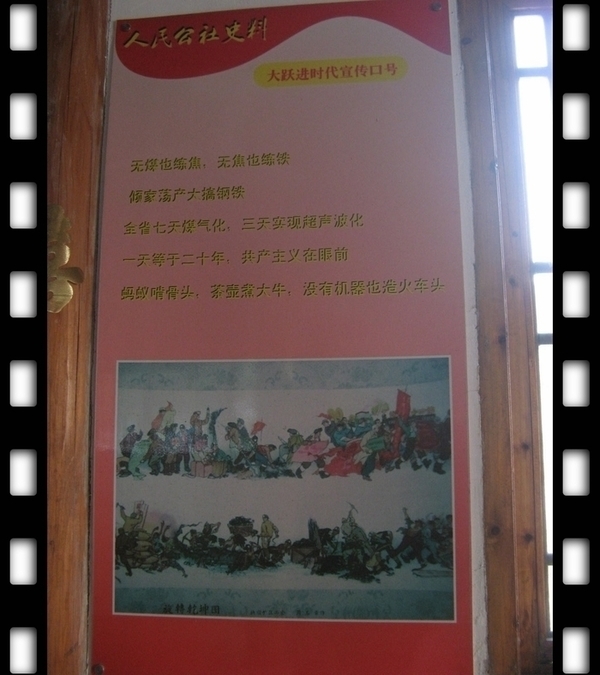 人民公社史料
大跃进时代宣传口号
无煤也练焦，无焦也练铁
倾家荡产大搞钢铁
全省七天煤气化，三天实现超声波化
一天等于二十年，共产主义在眼前
蚂蚁啃骨头，茶壶煮大牛，没有机器也造火车头